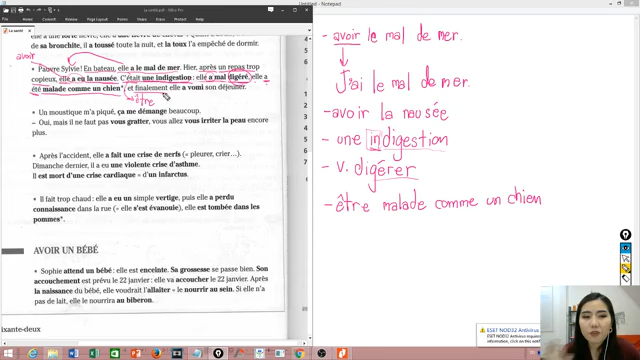 La santé.pdf
Untitled - Notepad
de sa bronchite, il a toussé toute la nuit, et la toux l'empêche de dormir.
avoir
• Pauvre Sylvie! En bateau, elle a le mal de mer. Hier, après un repas trop
copieux, elle a eu la nausée. C'était une indigestion : elle a mal digéré, elle a
été malade comme un chien*, et finalement elle a vomi son déjeuner.
être
- Un moustique m'a piqué, ça me démange beaucoup.
- Oui, mais il ne faut pas vous gratter, vous allez vous irriter la peau encore
plus.
• Après l'accident, elle a fait une crise de nerfs (= pleurer, crier…).
Dimanche dernier, il a eu une violente crise d'asthme.
Il est mort d'une crise cardiaque = d'un infarctus.
• Il fait trop chaud : elle a eu un simple vertige, puis elle a perdu
connaissance dans la rue (= elle s'est évanouie), elle est tombée dans les
pommes*.
AVOIR UN BÉBÉ
• Sophie attend un bébé : elle est enceinte. Sa grossesse se passe bien. Son
accouchement est prévu le 22 janvier : elle va accoucher le 22 janvier. Après
la naissance du bébé, elle voudrait l'allaiter = le nourrir au sein. Si elle n'a
pas de lait, elle le nourrira au biberon.
ixante-deux
- avoir le mal de mer.
J'ai le mal de mer.
- avoir la nausée
- une indigestion
- v. digérer
- être malade comme un chien
ESET NOD32 Antivirus